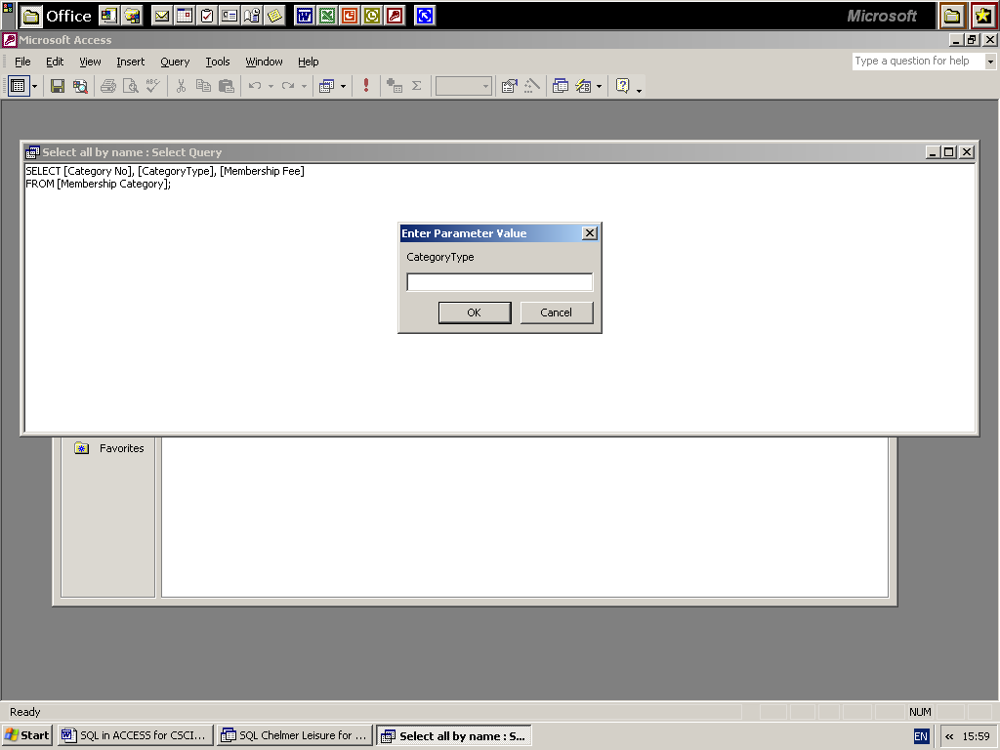 Office Microsoft
Microsoft Access
File Edit View Insert Query Tools Window Help Type a question for help
Select all by name : Select Query
SELECT [Category No], [CategoryType], [Membership Fee]
FROM [Membership Category];
Enter Parameter Value
CategoryType
OK Cancel
Favorites
Ready NUM
Start SQL in ACCESS for CSCI... SQL Chelmer Leisure for ... Select all by name : S... EN « 15:59